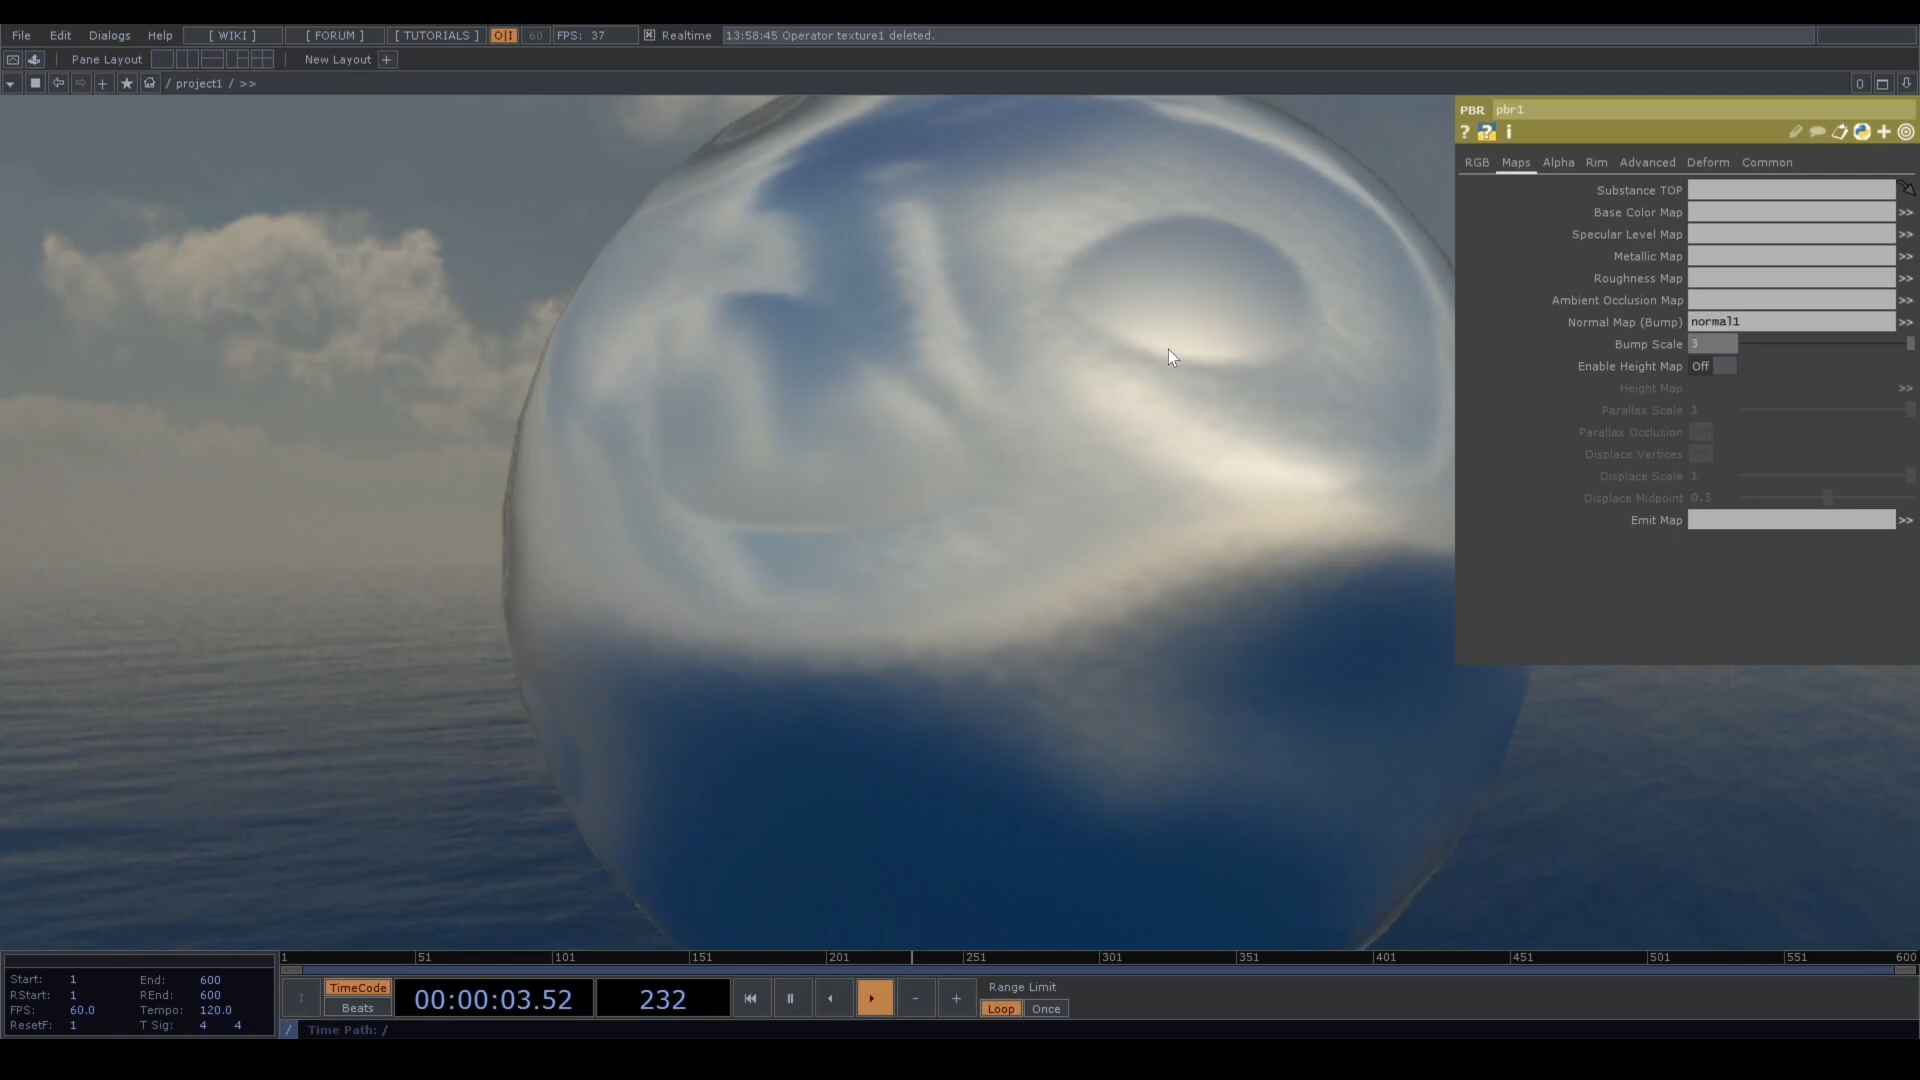 File Edit Dialogs Help [ WIKI ] [ FORUM ] [ TUTORIALS ] O|I 60 FPS: 37 Realtime 13:58:45 Operator texture1 deleted.
Pane Layout New Layout +
/ project1 / >> 0
PBR pbr1
? ? i
RGB Maps Alpha Rim Advanced Deform Common
Substance TOP
Base Color Map >>
Specular Level Map >>
Metallic Map >>
Roughness Map >>
Ambient Occlusion Map >>
Normal Map (Bump) normal1 >>
Bump Scale 3
Enable Height Map Off
Height Map >>
Parallax Scale 1
Parallax Occlusion
Displace Vertices
Displace Scale 1
Displace Midpoint 0.5
Emit Map >>
1 51 101 151 201 251 301 351 401 451 501 551 600
Start: 1 End: 600
RStart: 1 REnd: 600
FPS: 60.0 Tempo: 120.0
ResetF: 1 T Sig: 4 4
I TimeCode Beats 00:00:03.52 232 - + Range Limit
Loop Once
/ Time Path: /